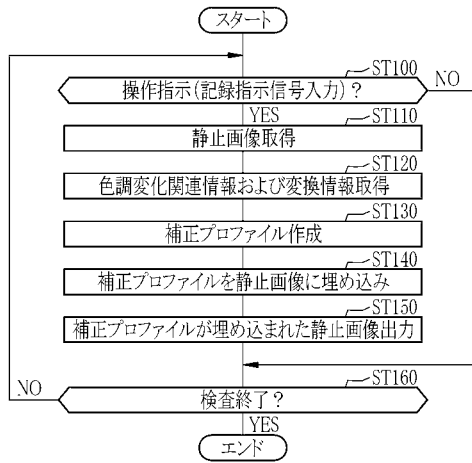 スタート
ST100
操作指示(記録指示信号入力)?
NO
YES
ST110
静止画像取得
ST120
色調変化関連情報および変換情報取得
ST130
補正プロファイル作成
ST140
補正プロファイルを静止画像に埋め込み
ST150
補正プロファイルが埋め込まれた静止画像出力
ST160
NO
検査終了?
YES
エンド